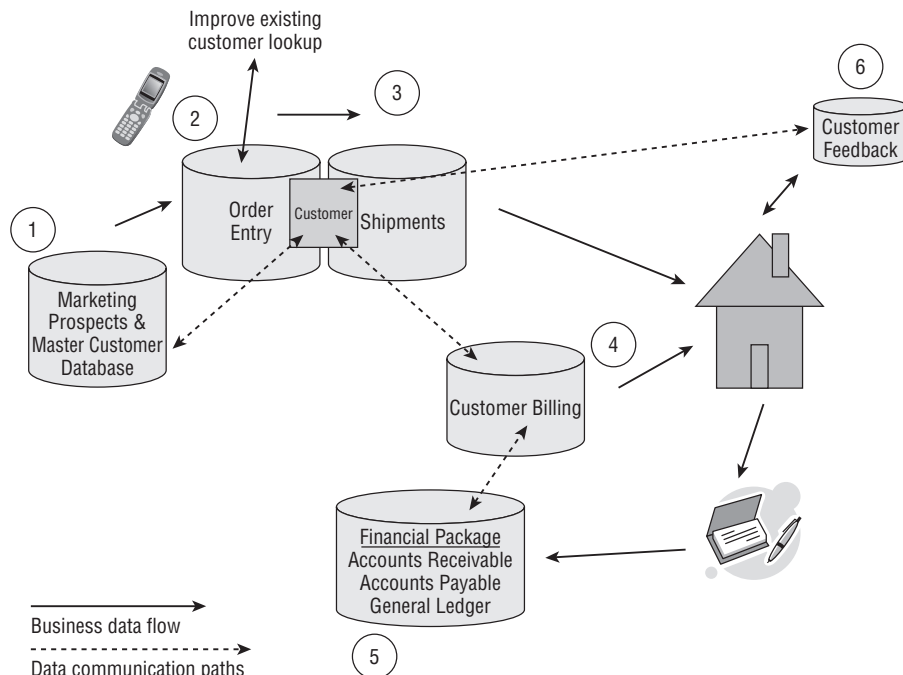 Improve existing
customer lookup
6
3
2
Customer
Feedback
Order
Entry
Customer
Shipments
1
Marketing
Prospects &
Master Customer
Database
4
Customer Billing
Financial Package
Accounts Receivable
Accounts Payable
General Ledger
Business data flow
5
Data communication paths